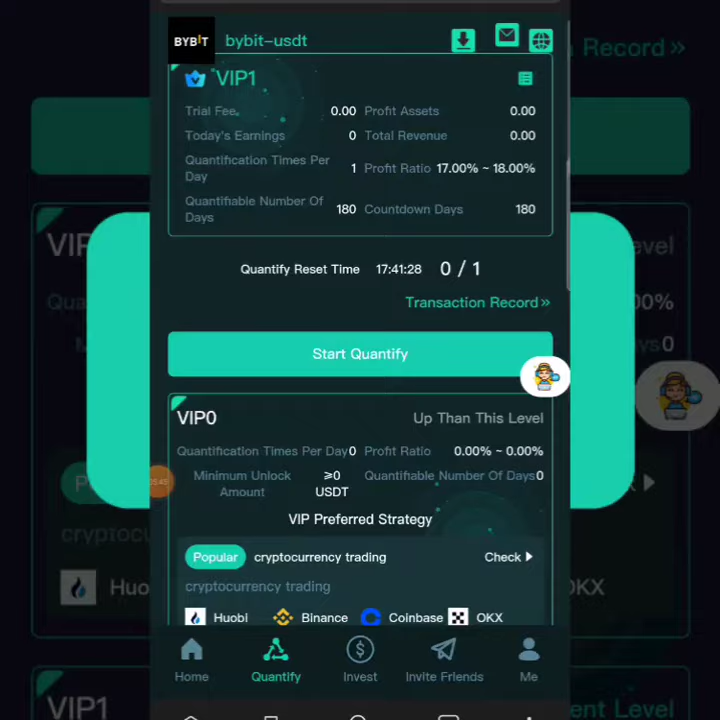 BYBIT
bybit-usdt
Record»
VIP1
Trial Fee 0.00 Profit Assets 0.00
Today's Earnings 0 Total Revenue 0.00
Quantification Times Per Day 1 Profit Ratio 17.00% ~ 18.00%
Quantifiable Number Of Days 180 Countdown Days 180
Quantify Reset Time 17:41:28 0 / 1
Transaction Record»
Start Quantify
VIP0 Up Than This Level
Quantification Times Per Day 0 Profit Ratio 0.00% ~ 0.00%
Minimum Unlock Amount ≥0 USDT Quantifiable Number Of Days 0
VIP Preferred Strategy
Popular cryptocurrency trading Check
cryptocurrency trading
Huobi Binance Coinbase OKX
Home Quantify Invest Invite Friends Me
VIP1